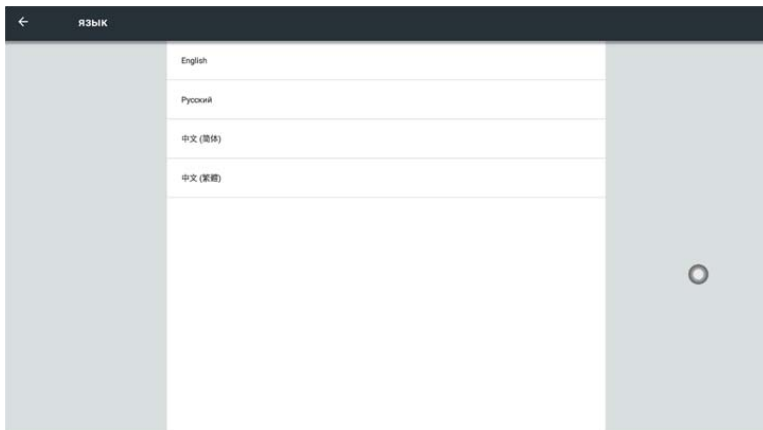 язык
English
Русский
中文 (简体)
中文 (繁體)